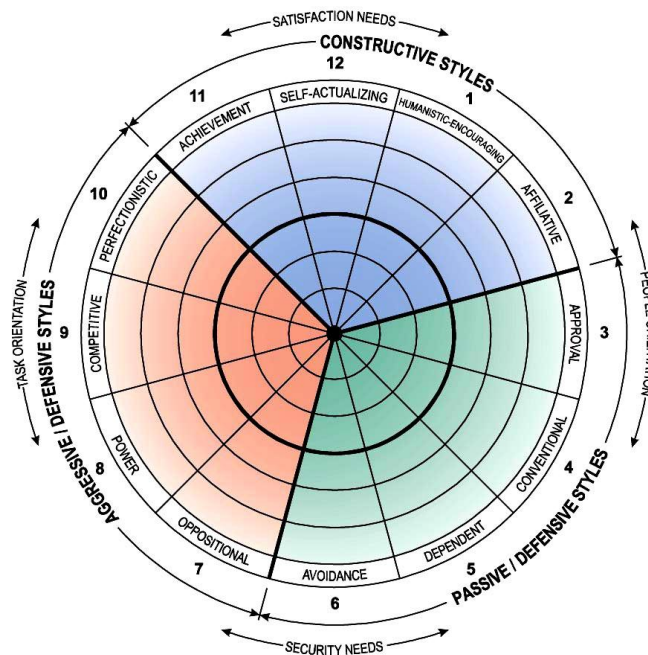 SATISFACTION NEEDS
CONSTRUCTIVE STYLES
12
11
1
SELF-ACTUALIZING
ACHIEVEMENT
HUMANISTIC-ENCOURAGING
10
2
PERFECTIONISTIC
AFFILIATIVE
TASK ORIENTATION
AGGRESSIVE / DEFENSIVE STYLES
9
COMPETITIVE
APPROVAL
3
8
POWER
CONVENTIONAL
4
OPPOSITIONAL
DEPENDENT
PASSIVE / DEFENSIVE STYLES
7
AVOIDANCE
5
6
SECURITY NEEDS